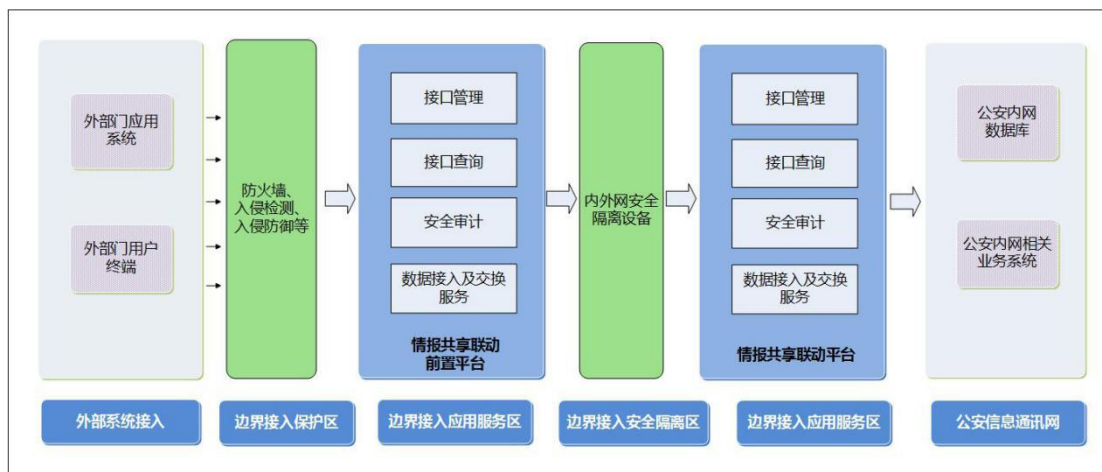 外部门应用
系统
外部门用户
终端
防火墙、
入侵检测、
入侵防御等
接口管理
接口查询
安全审计
数据接入及交换
服务
情报共享联动
前置平台
内外网安全
隔离设备
接口管理
接口查询
安全审计
数据接入及交换
服务
情报共享联动平台
公安内网
数据库
公安内网相关
业务系统
外部系统接入
边界接入保护区
边界接入应用服务区
边界接入安全隔离区
边界接入应用服务区
公安信息通讯网